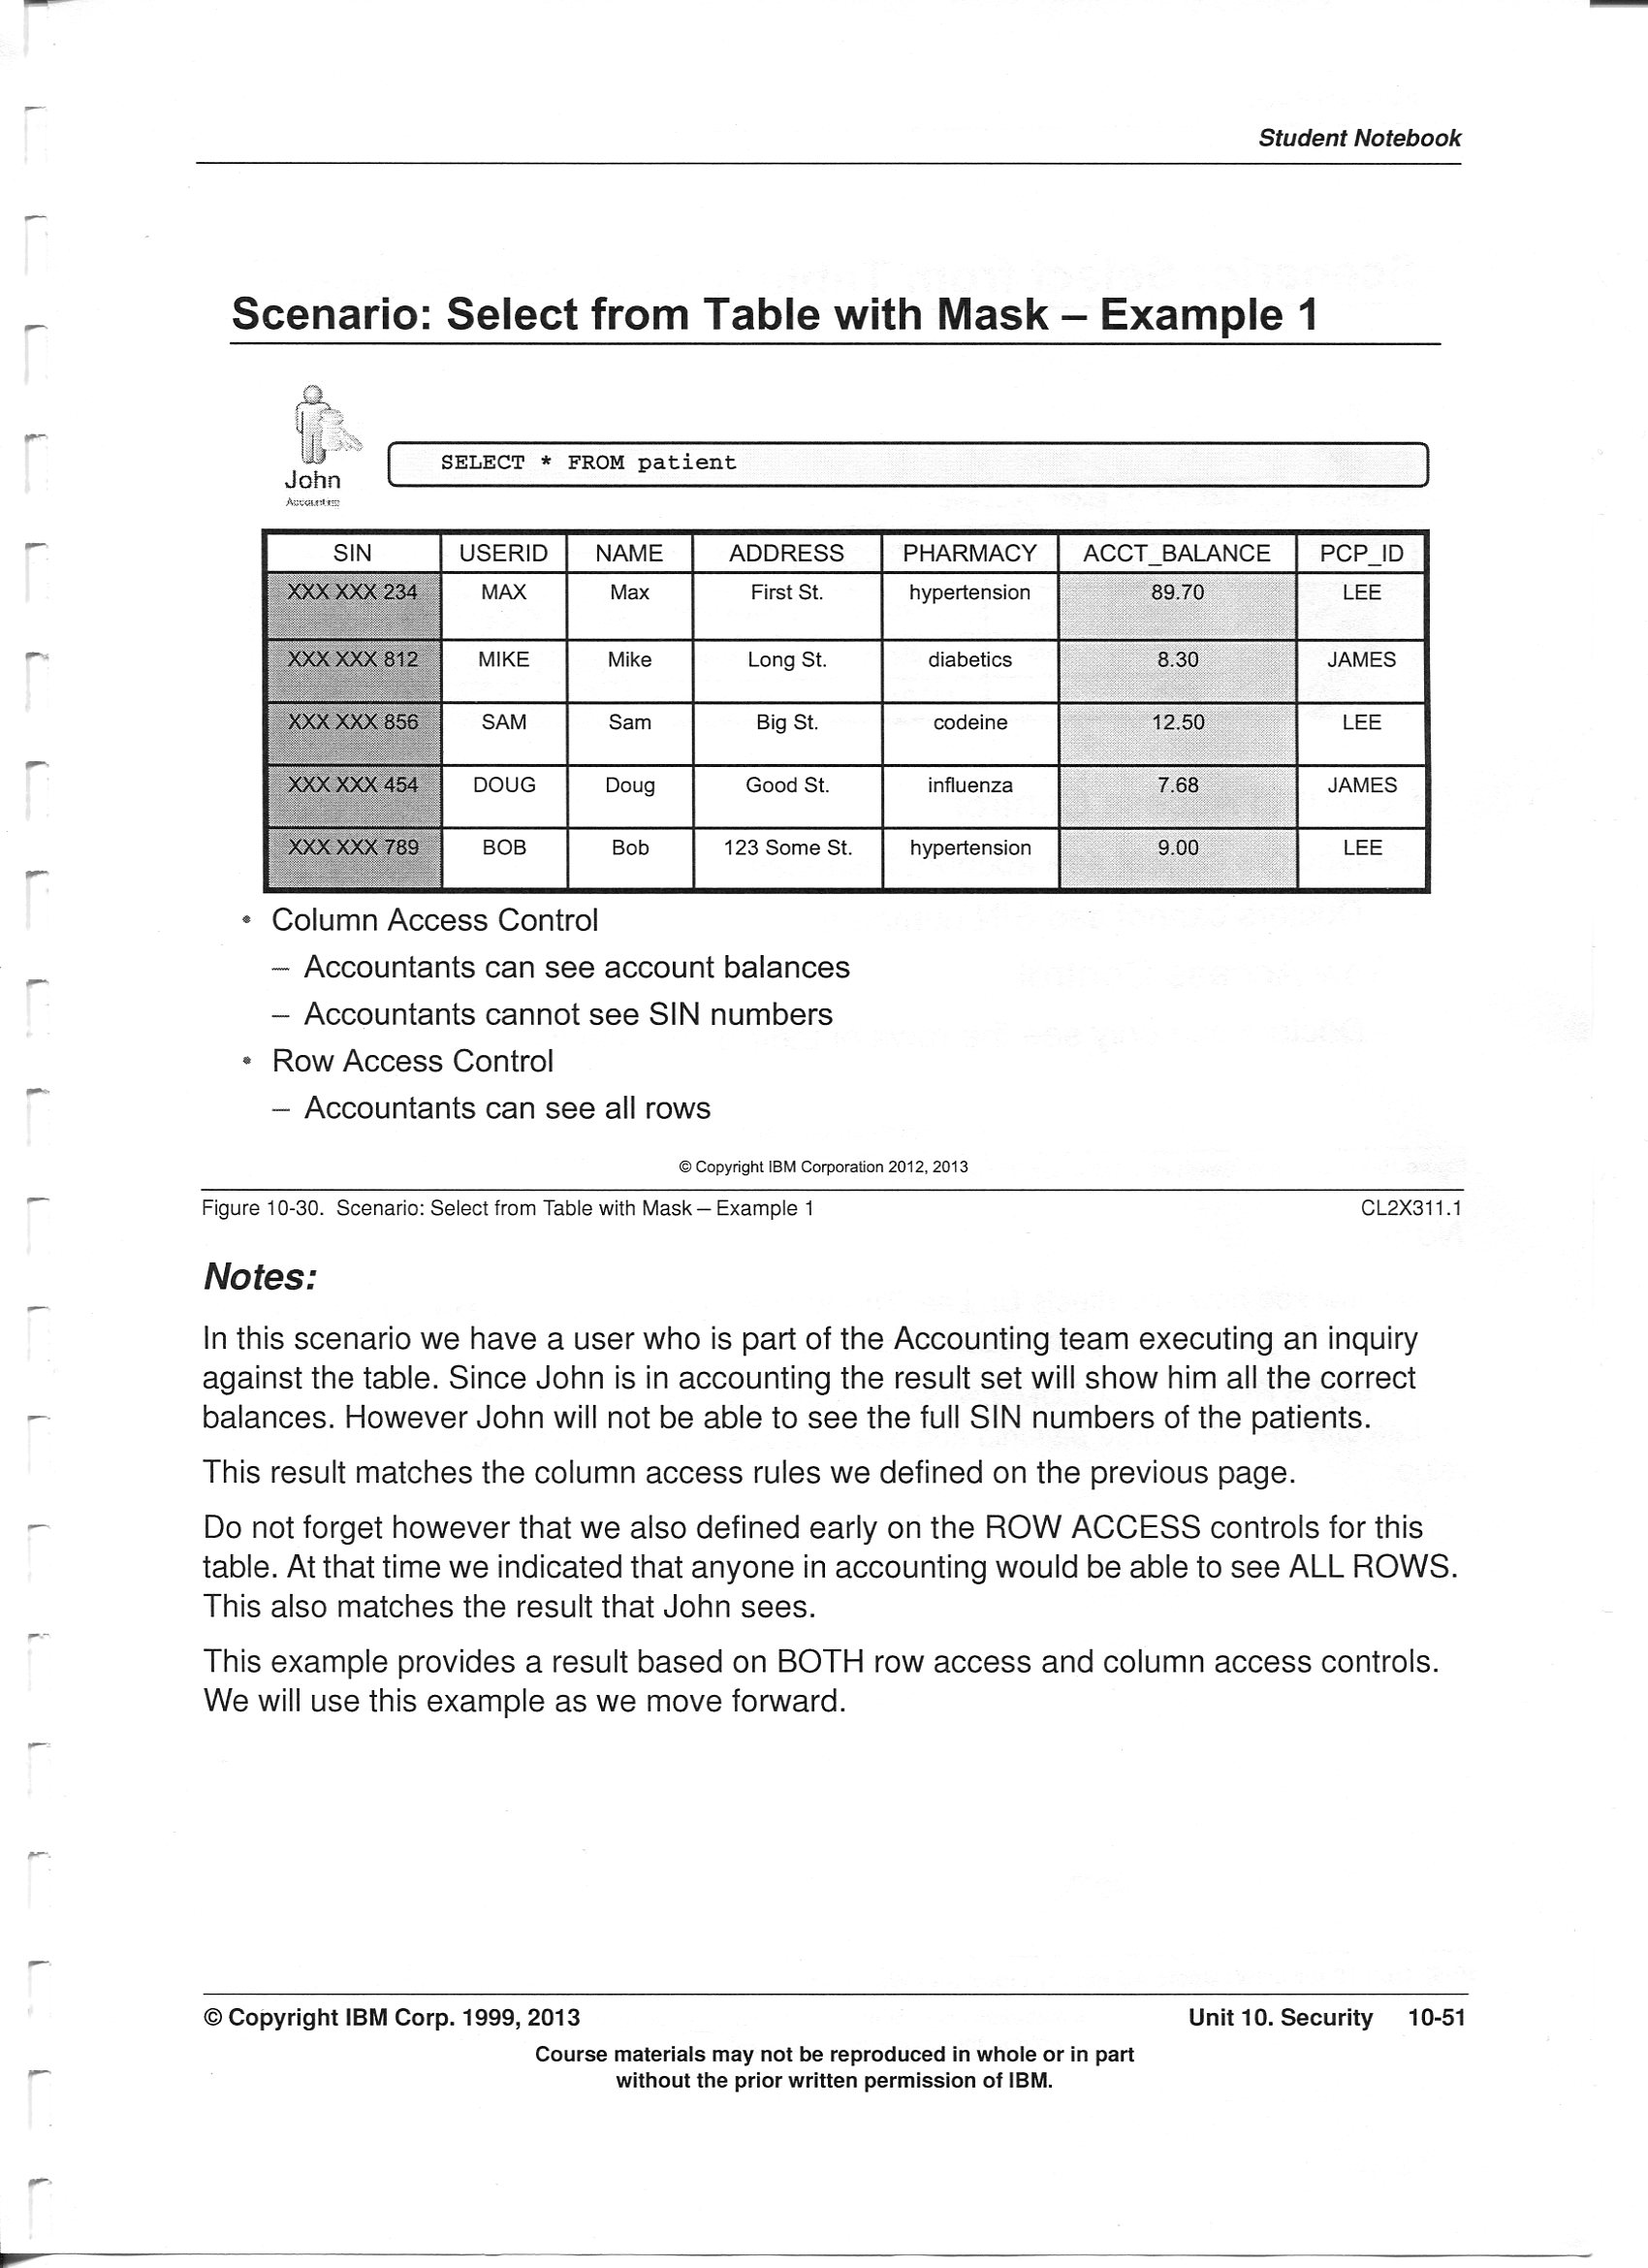 Student Notebook
Scenario: Select from Table with Mask – Example 1
John
SELECT * FROM patient
SIN USERID NAME ADDRESS PHARMACY ACCT_BALANCE PCP_ID
XXX XXX 234 MAX Max First St. hypertension 89.70 LEE
XXX XXX 812 MIKE Mike Long St. diabetics 8.30 JAMES
XXX XXX 856 SAM Sam Big St. codeine 12.50 LEE
XXX XXX 454 DOUG Doug Good St. influenza 7.68 JAMES
XXX XXX 789 BOB Bob 123 Some St. hypertension 9.00 LEE
• Column Access Control
– Accountants can see account balances
– Accountants cannot see SIN numbers
• Row Access Control
– Accountants can see all rows
© Copyright IBM Corporation 2012, 2013
Figure 10-30. Scenario: Select from Table with Mask – Example 1 CL2X311.1
Notes:
In this scenario we have a user who is part of the Accounting team executing an inquiry
against the table. Since John is in accounting the result set will show him all the correct
balances. However John will not be able to see the full SIN numbers of the patients.
This result matches the column access rules we defined on the previous page.
Do not forget however that we also defined early on the ROW ACCESS controls for this
table. At that time we indicated that anyone in accounting would be able to see ALL ROWS.
This also matches the result that John sees.
This example provides a result based on BOTH row access and column access controls.
We will use this example as we move forward.
© Copyright IBM Corp. 1999, 2013 Unit 10. Security 10-51
Course materials may not be reproduced in whole or in part
without the prior written permission of IBM.